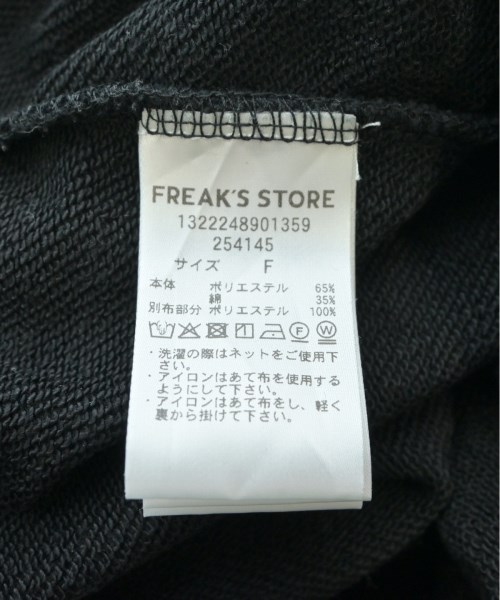 FREAK'S STORE
1322248901359
254145
サイズ F
本体 ポリエステル 65%
綿 35%
別布部分 ポリエステル 100%
F W
・洗濯の際はネットをご使用下
さい。
・アイロンはあて布を使用する
ようにして下さい。
・アイロンはあて布をし、軽く
裏から掛けて下さい。